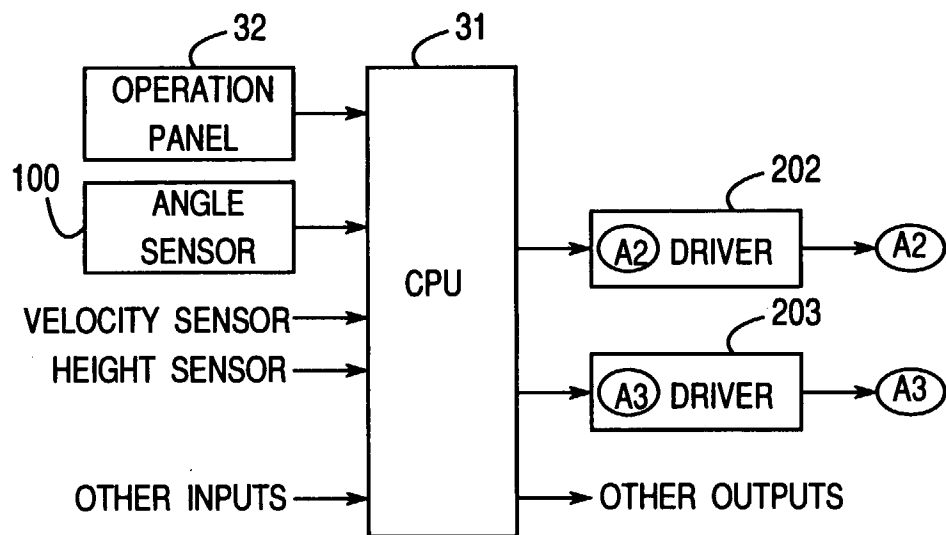 32
31
OPERATION
PANEL
100
ANGLE
SENSOR
VELOCITY SENSOR
HEIGHT SENSOR
OTHER INPUTS
CPU
202
A2 DRIVER
A2
203
A3 DRIVER
A3
OTHER OUTPUTS